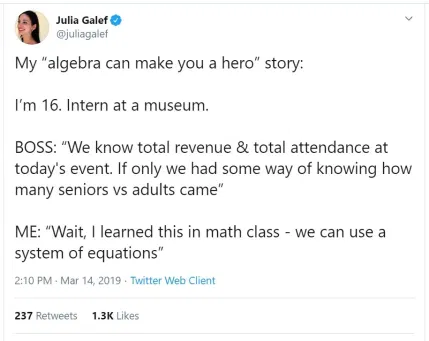 Julia Galef
@juliagalef
My “algebra can make you a hero” story:
I’m 16. Intern at a museum.
BOSS: “We know total revenue & total attendance at
today's event. If only we had some way of knowing how
many seniors vs adults came”
ME: “Wait, I learned this in math class - we can use a
system of equations”
2:10 PM · Mar 14, 2019 · Twitter Web Client
237 Retweets 1.3K Likes